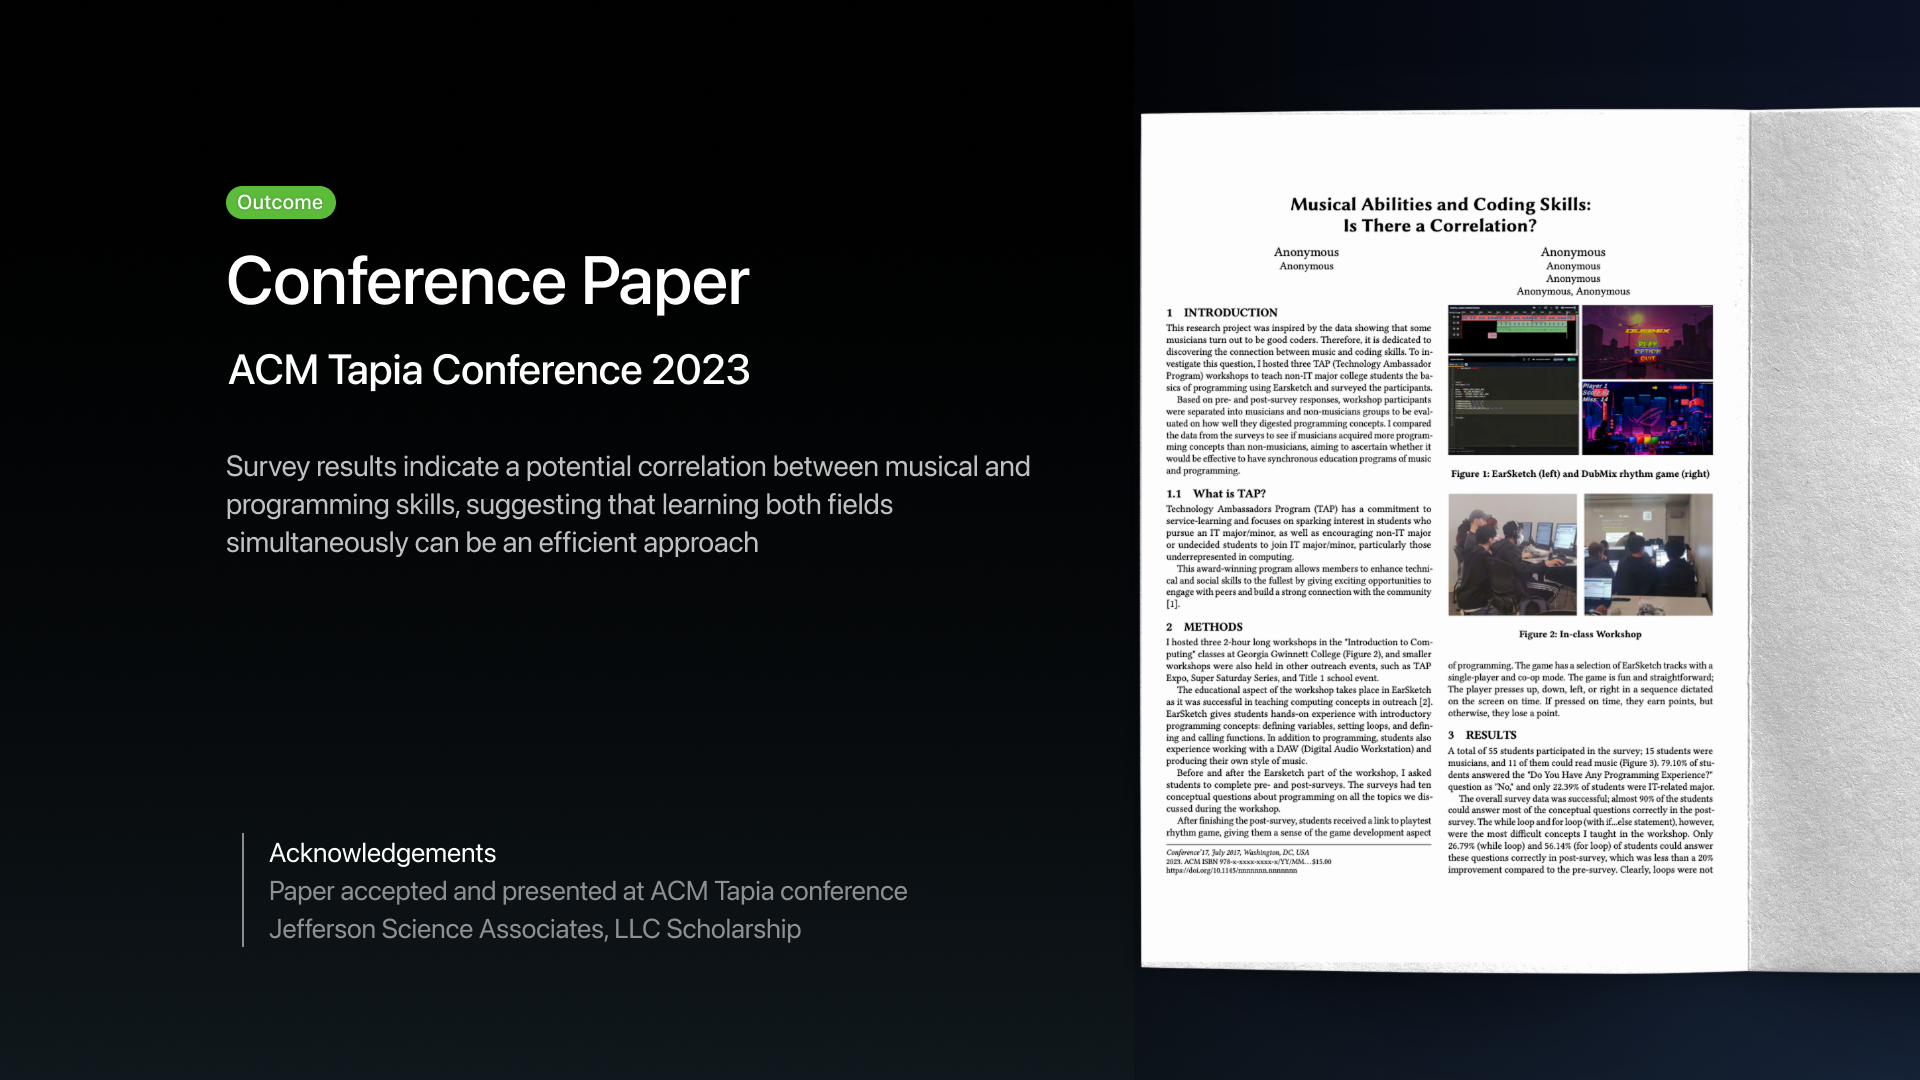 Outcome
Conference Paper
ACM Tapia Conference 2023
Survey results indicate a potential correlation between musical and
programming skills, suggesting that learning both fields
simultaneously can be an efficient approach
Acknowledgements
Paper accepted and presented at ACM Tapia conference
Jefferson Science Associates, LLC Scholarship
Musical Abilities and Coding Skills:
Is There a Correlation?
Anonymous
Anonymous
Anonymous
Anonymous
Anonymous
Anonymous, Anonymous
1 INTRODUCTION
This research project was inspired by the data showing that some
musicians turn out to be good coders. Therefore, it is dedicated to
discovering the connection between music and coding skills. To in-
vestigate this question, I hosted three TAP (Technology Ambassador
Program) workshops to teach non-IT major college students the ba-
sics of programming using Earsketch and surveyed the participants.
Based on pre- and post-survey responses, workshop participants
were separated into musicians and non-musicians groups to be eval-
uated on how well they digested programming concepts. I compared
the data from the surveys to see if musicians acquired more program-
ming concepts than non-musicians, aiming to ascertain whether it
would be effective to have synchronous education programs of music
and programming.
1.1 What is TAP?
Technology Ambassadors Program (TAP) has a commitment to
service-learning and focuses on sparking interest in students who
pursue an IT major/minor, as well as encouraging non-IT major
or undecided students to join IT major/minor, particularly those
underrepresented in computing.
This award-winning program allows members to enhance techni-
cal and social skills to the fullest by giving exciting opportunities to
engage with peers and build a strong connection with the community
[1].
2 METHODS
I hosted three 2-hour long workshops in the "Introduction to Com-
puting" classes at Georgia Gwinnett College (Figure 2), and smaller
workshops were also held in other outreach events, such as TAP
Expo, Super Saturday Series, and Title 1 school event.
The educational aspect of the workshop takes place in EarSketch
as it was successful in teaching computing concepts in outreach [2].
EarSketch gives students hands-on experience with introductory
programming concepts: defining variables, setting loops, and defin-
ing and calling functions. In addition to programming, students also
experience working with a DAW (Digital Audio Workstation) and
producing their own style of music.
Before and after the Earsketch part of the workshop, I asked
students to complete pre- and post-surveys. The surveys had ten
conceptual questions about programming on all the topics we dis-
cussed during the workshop.
After finishing the post-survey, students received a link to playtest
rhythm game, giving them a sense of the game development aspect
Conference'17, July 2017, Washington, DC, USA
2023. ACM ISBN 978-x-xxxx-xxxx-x/YY/MM...$15.00
https://doi.org/10.1145/nnnnnnn.nnnnnnn
DUBMIX
PLAY
OPTION
QUIT
Player 1
Miss: 14
Figure 1: EarSketch (left) and DubMix rhythm game (right)
Figure 2: In-class Workshop
of programming. The game has a selection of EarSketch tracks with a
single-player and co-op mode. The game is fun and straightforward;
The player presses up, down, left, or right in a sequence dictated
on the screen on time. If pressed on time, they earn points, but
otherwise, they lose a point.
3 RESULTS
A total of 55 students participated in the survey; 15 students were
musicians, and 11 of them could read music (Figure 3). 79.10% of stu-
dents answered the "Do You Have Any Programming Experience?"
question as "No," and only 22.39% of students were IT-related major.
The overall survey data was successful; almost 90% of the students
could answer most of the conceptual questions correctly in the post-
survey. The while loop and for loop (with if...else statement), however,
were the most difficult concepts I taught in the workshop. Only
26.79% (while loop) and 56.14% (for loop) of students could answer
these questions correctly in post-survey, which was less than a 20%
improvement compared to the pre-survey. Clearly, loops were not